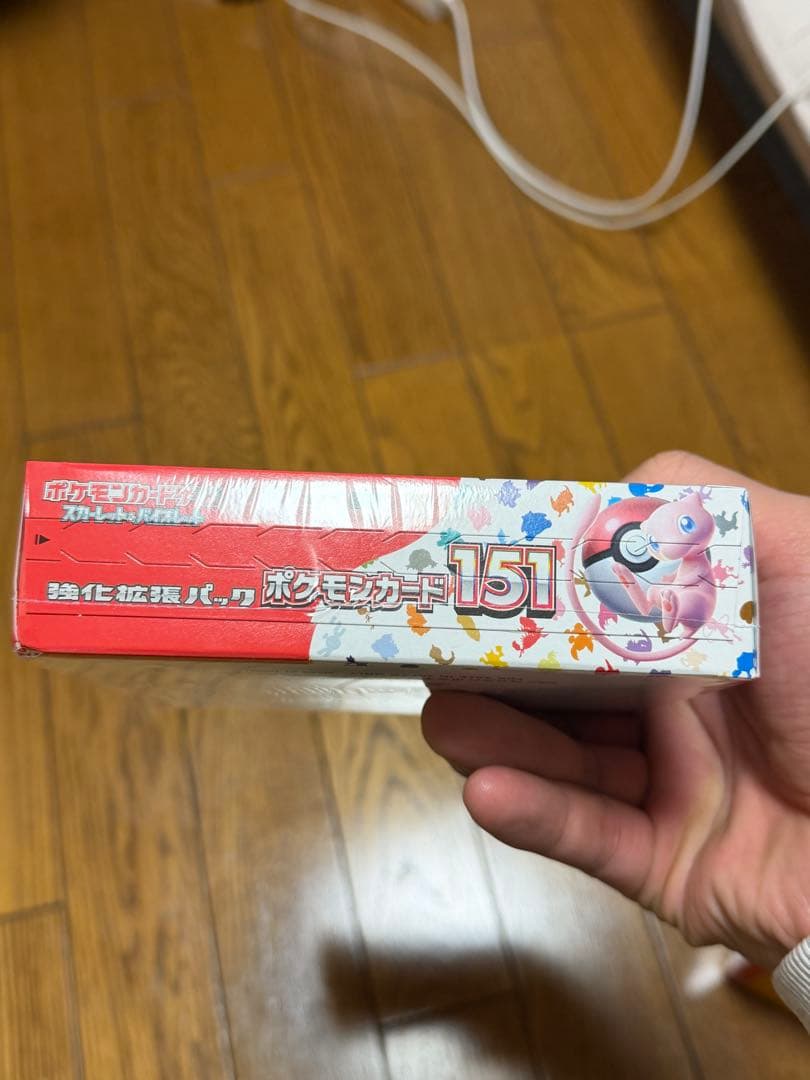 ポケモンカードゲーム
スカーレット&バイオレット
強化拡張パック ポケモンカード151